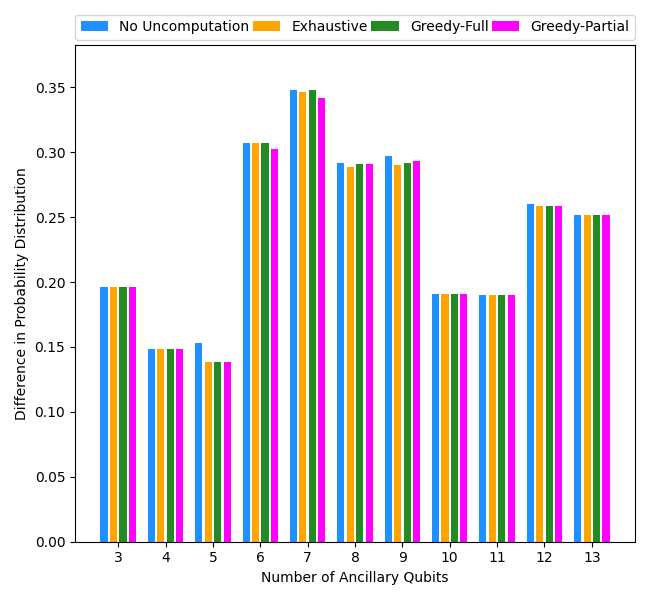 No Uncomputation Exhaustive Greedy-Full Greedy-Partial
Difference in Probability Distribution
0.35
0.30
0.25
0.20
0.15
0.10
0.05
0.00
3 4 5 6 7 8 9 10 11 12 13
Number of Ancillary Qubits